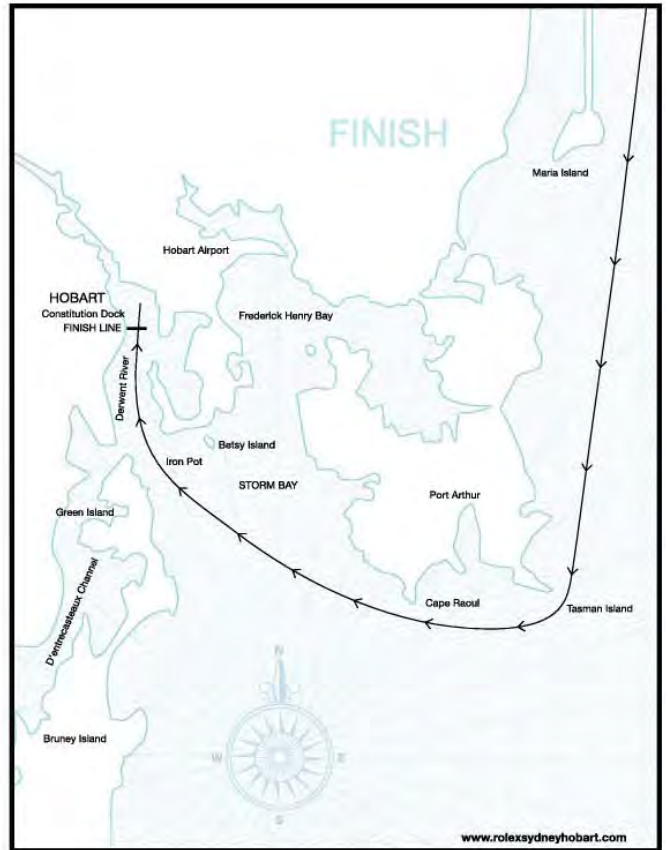 FINISH
Maria Island
Hobart Airport
HOBART
Constitution Dock
FINISH LINE
Frederick Henry Bay
Derwent River
Betsy Island
Iron Pot
STORM BAY
Port Arthur
Green Island
D'entrecasteaux Channel
Cape Raoul
Tasman Island
N
W
E
S
Bruney Island
www.rolexsydneyhobart.com